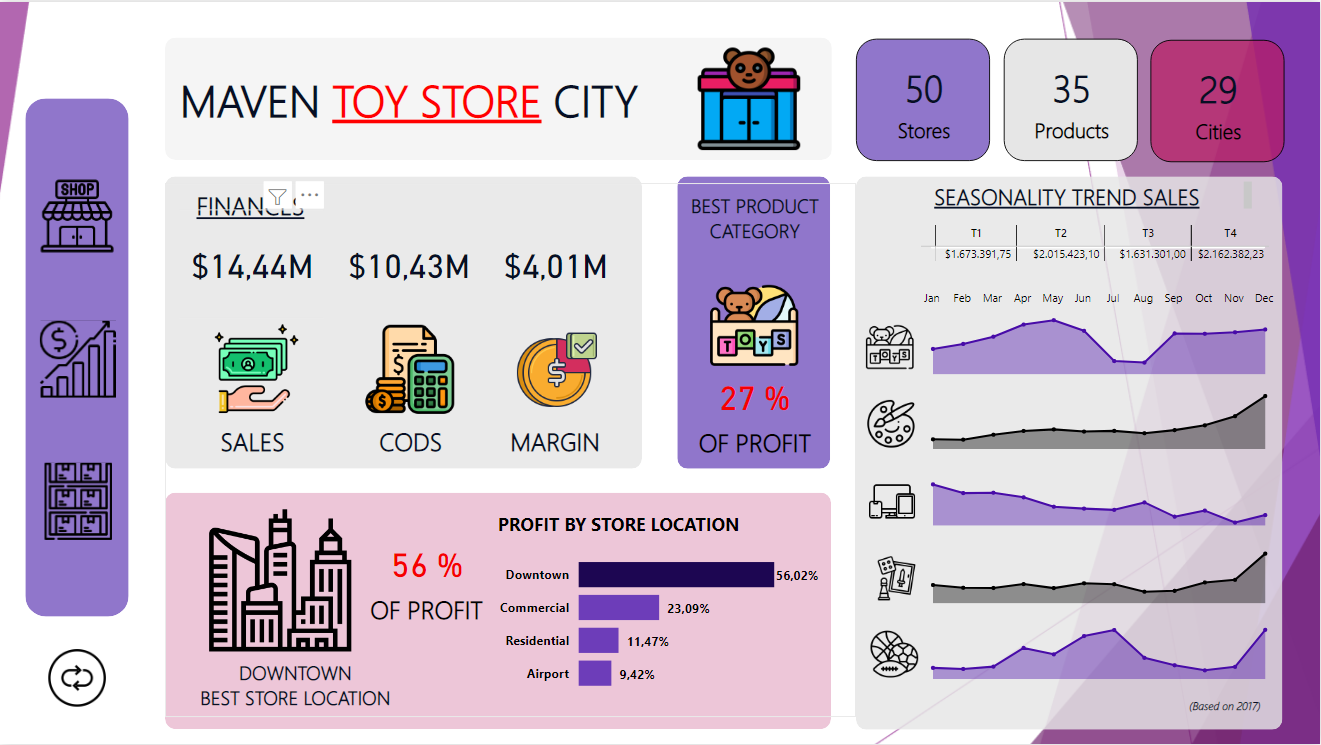 MAVEN TOY STORE CITY
50
Stores
35
Products
29
Cities
SHOP
FINANCES
$14,44M
$10,43M
$4,01M
SALES
CODS
MARGIN
BEST PRODUCT
CATEGORY
TOYS
27 %
OF PROFIT
SEASONALITY TREND SALES
T1 T2 T3 T4
$1.673.391,75 $2.015.423,10 $1.631.301,00 $2.162.382,23
Jan Feb Mar Apr May Jun Jul Aug Sep Oct Nov Dec
TOYS
(Based on 2017)
56 %
OF PROFIT
DOWNTOWN
BEST STORE LOCATION
PROFIT BY STORE LOCATION
Downtown 56,02%
Commercial 23,09%
Residential 11,47%
Airport 9,42%